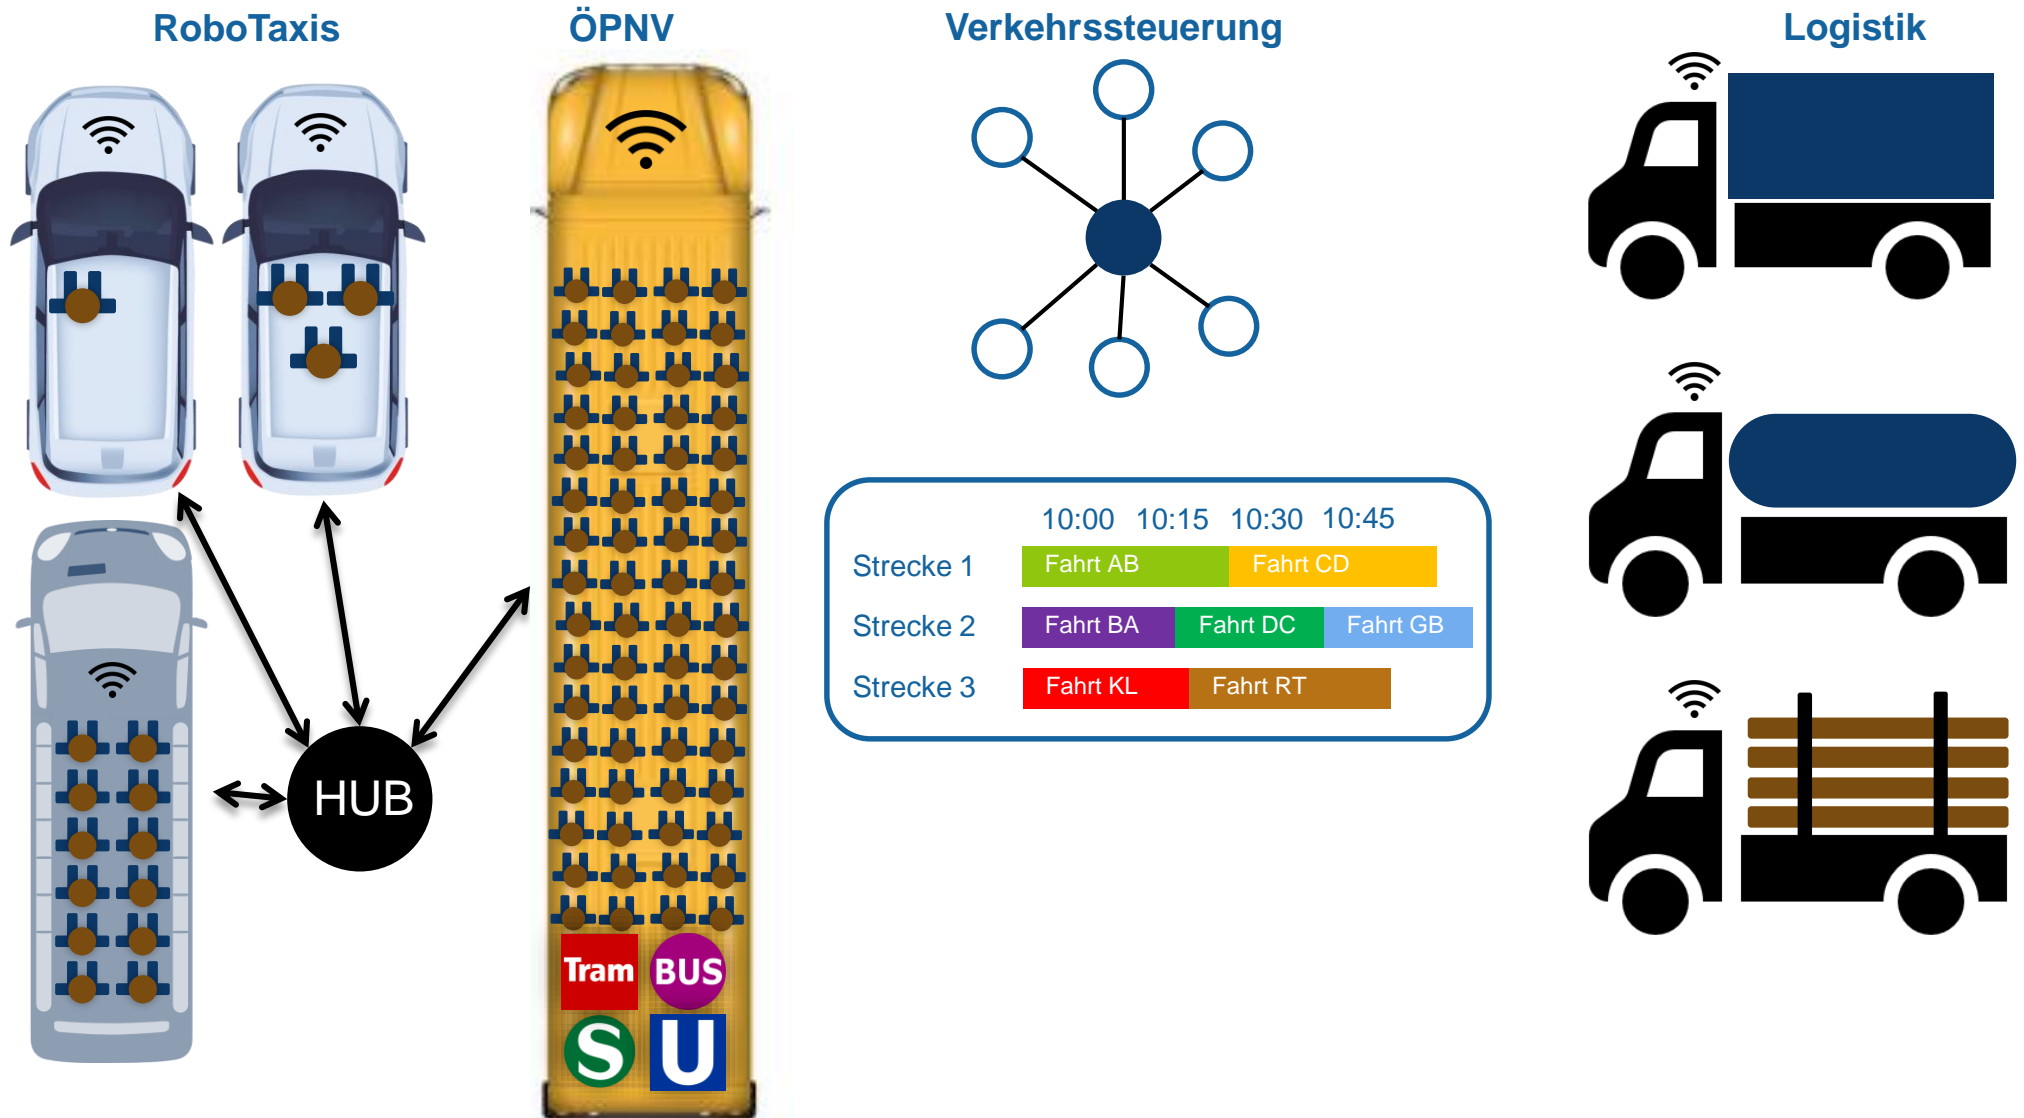 RoboTaxis
ÖPNV
Verkehrssteuerung
Logistik
HUB
Tram
BUS
S
U
10:00 10:15 10:30 10:45
Strecke 1 Fahrt AB Fahrt CD
Strecke 2 Fahrt BA Fahrt DC Fahrt GB
Strecke 3 Fahrt KL Fahrt RT